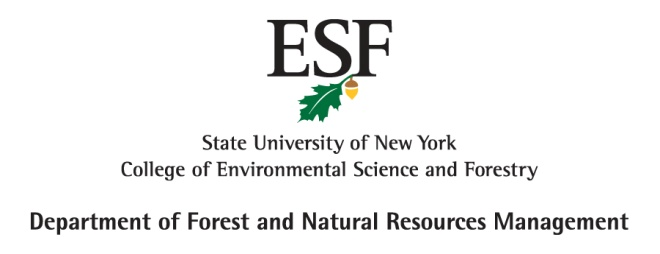 ESF
State University of New York
College of Environmental Science and Forestry
Department of Forest and Natural Resources Management